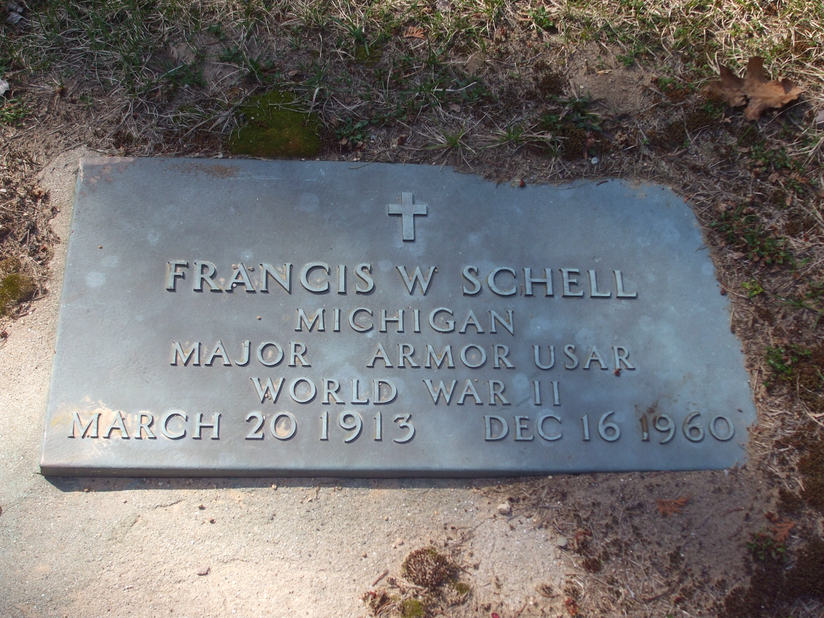 FRANCIS W SCHELL
MICHIGAN
MAJOR ARMOR USAR
WORLD WAR II
MARCH 20 1913 DEC 16 1960